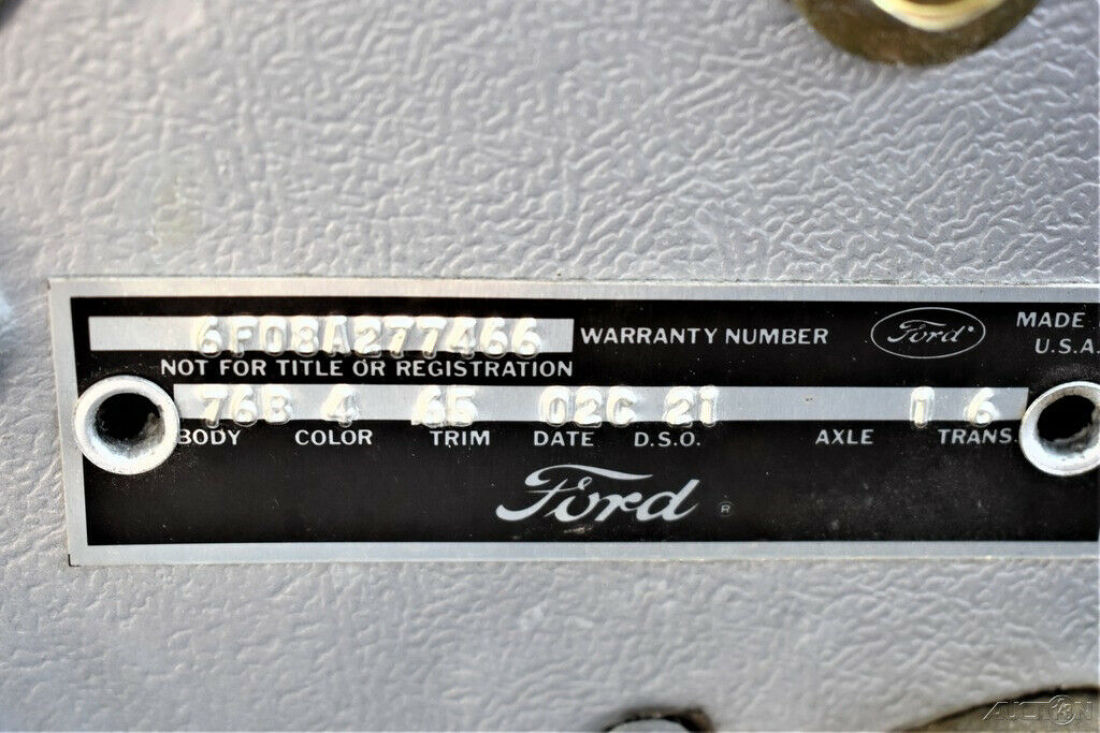 6F08A277466 WARRANTY NUMBER Ford MADE
U.S.A.
NOT FOR TITLE OR REGISTRATION
76B 4 65 02C 21 1 6
BODY COLOR TRIM DATE D.S.O. AXLE TRANS.
Ford ®
AUCTION